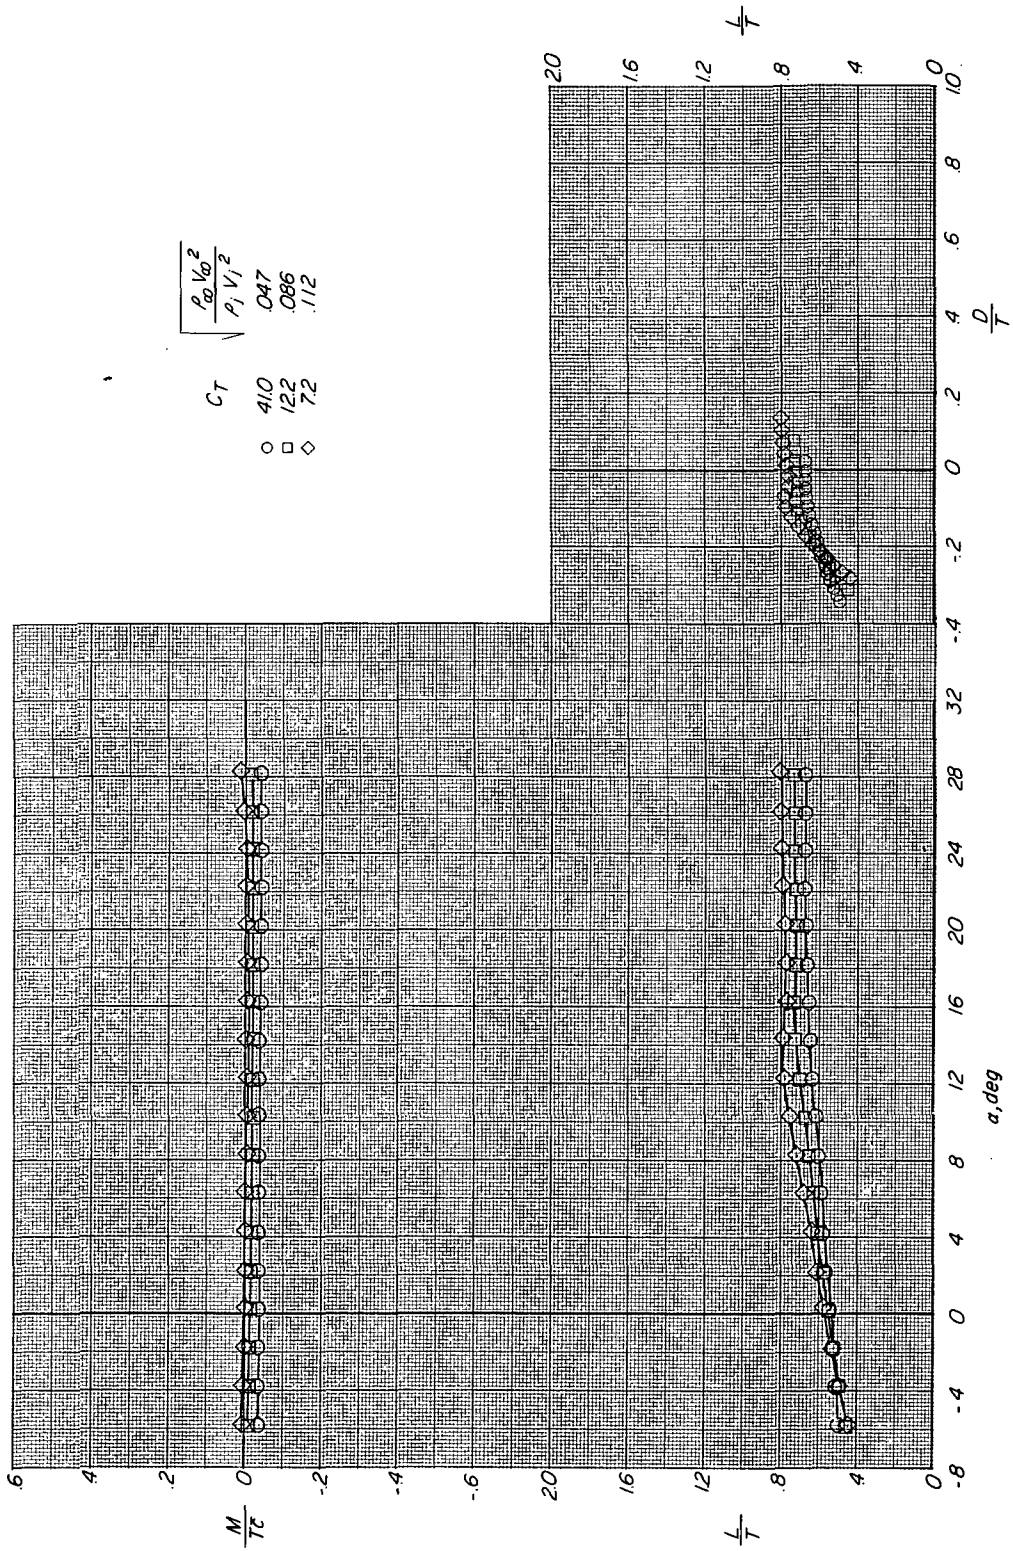 C_T √(ρ∞ V∞² / ρj Vj²)
○ 41.0 .047
□ 12.2 .086
◇ 7.2 .112
M/Tc̄
.6
.4
.2
0
-.2
-.4
-.6
L/T
2.0
1.6
1.2
.8
.4
0
-8 -4 0 4 8 12 16 20 24 28 32
α, deg
-.4 -.2 0 .2 .4 .6 .8 1.0
D/T
2.0
1.6
1.2
.8
.4
0
L/T